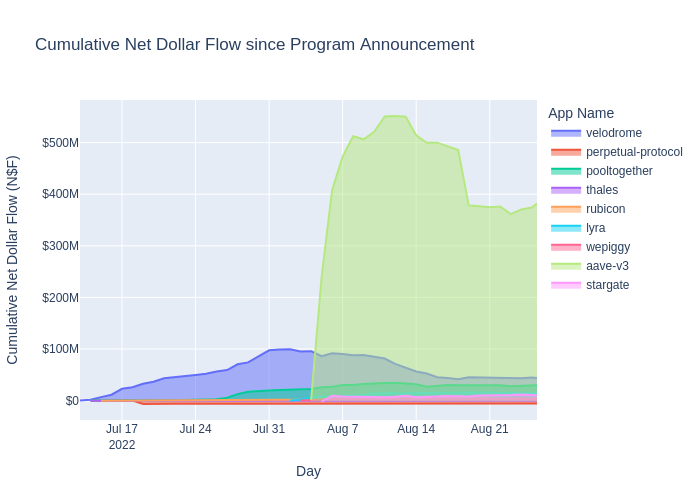 Cumulative Net Dollar Flow since Program Announcement
App Name
velodrome
perpetual-protocol
pooltogether
thales
rubicon
lyra
wepiggy
aave-v3
stargate
Cumulative Net Dollar Flow (N$F)
$500M
$400M
$300M
$200M
$100M
$0
Jul 17
2022
Jul 24
Jul 31
Aug 7
Aug 14
Aug 21
Day